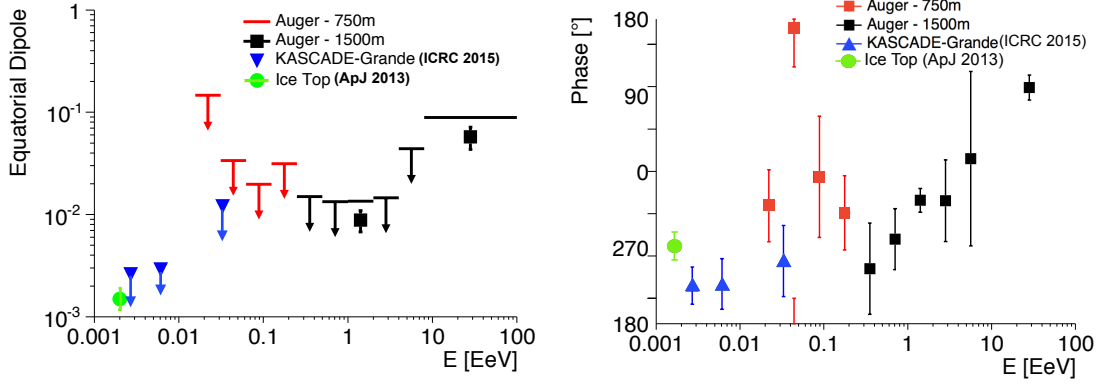 Equatorial Dipole
1
10⁻¹
10⁻²
10⁻³
0.001 0.01 0.1 1 10 100
E [EeV]
Auger - 750m
Auger - 1500m
KASCADE-Grande (ICRC 2015)
Ice Top (ApJ 2013)
Phase [°]
180
90
0
270
180
0.001 0.01 0.1 1 10 100
E [EeV]
Auger - 750m
Auger - 1500m
KASCADE-Grande (ICRC 2015)
Ice Top (ApJ 2013)